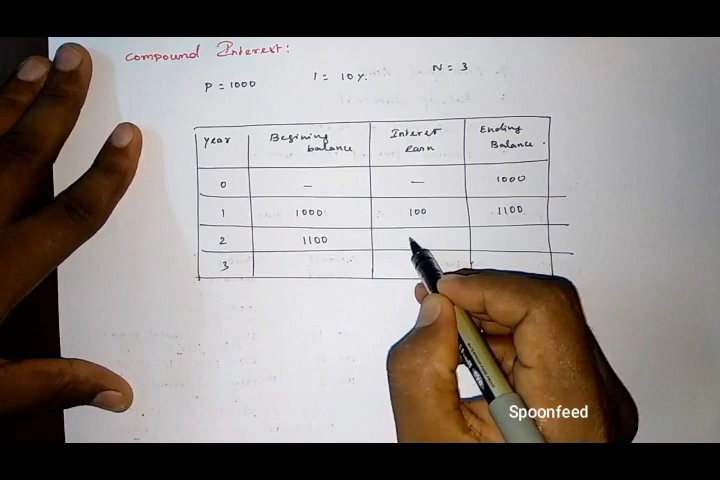 Compound Interest:
P = 1000 I = 10 %. N = 3
Year Begining balance Interest earn Ending Balance.
0 — — 1000
1 1000 100 1100
2 1100
3
Spoonfeed